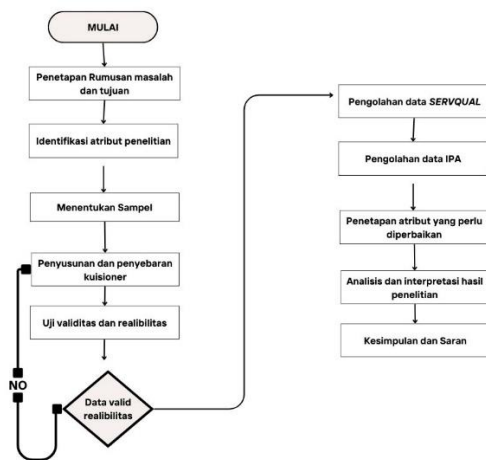 MULAI
Penetapan Rumusan masalah
dan tujuan
Identifikasi atribut penelitian
Menentukan Sampel
Penyusunan dan penyebaran
kuisioner
Uji validitas dan realibilitas
NO
Data valid
realibilitas
Pengolahan data SERVQUAL
Pengolahan data IPA
Penetapan atribut yang perlu
diperbaikan
Analisis dan interpretasi hasil
penelitian
Kesimpulan dan Saran